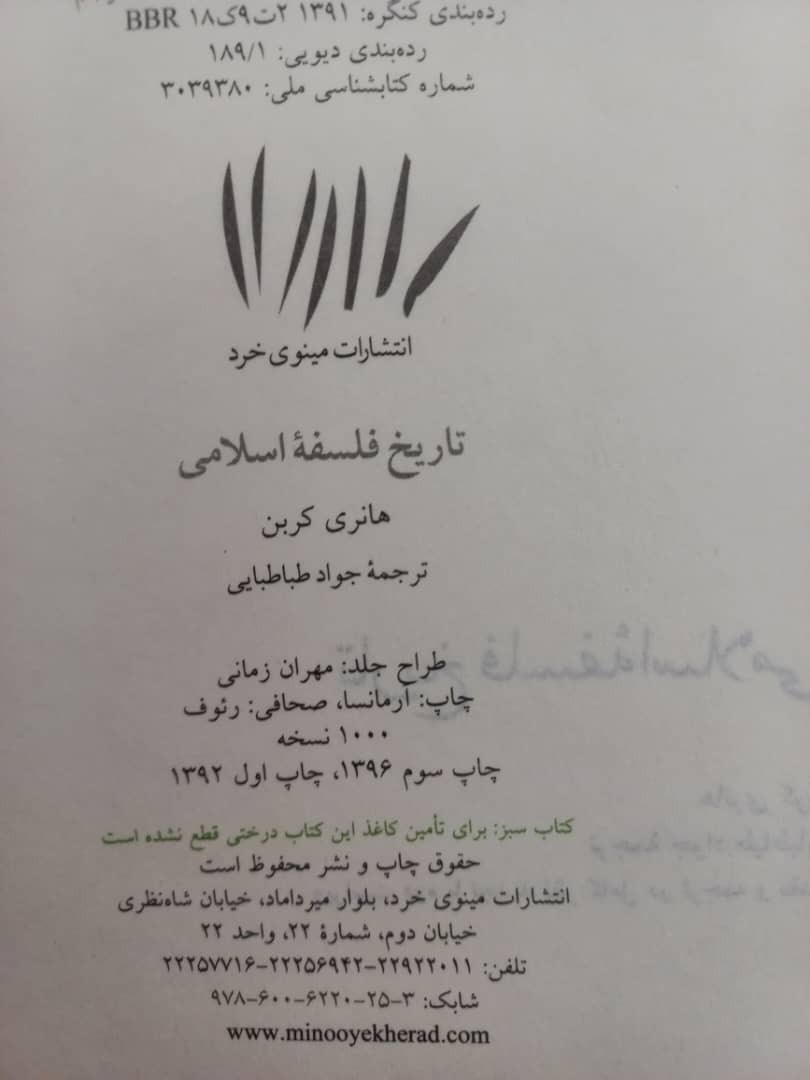 رده‌بندی کنگره: ۱۳۹۱ ۲ت۹ک۱۸ BBR
رده‌بندی دیویی: ۱۸۹/۱
شماره کتابشناسی ملی: ۳۰۳۹۳۸۰
انتشارات مینوی خرد
تاریخ فلسفهٔ اسلامی
هانری کربن
ترجمهٔ جواد طباطبایی
طراح جلد: مهران زمانی
چاپ: آرمانسا، صحافی: رئوف
۱۰۰۰ نسخه
چاپ سوم ۱۳۹۶، چاپ اول ۱۳۹۲
کتاب سبز: برای تأمین کاغذ این کتاب درختی قطع نشده است
حقوق چاپ و نشر محفوظ است
انتشارات مینوی خرد، بلوار میرداماد، خیابان شاه‌نظری
خیابان دوم، شمارهٔ ۲۲، واحد ۲۲
تلفن: ۲۲۹۲۲۰۱۱-۲۲۲۵۶۹۴۲-۲۲۲۵۷۷۱۶
شابک: ۳-۲۵-۶۲۲۰-۶۰۰-۹۷۸
www.minooyekherad.com